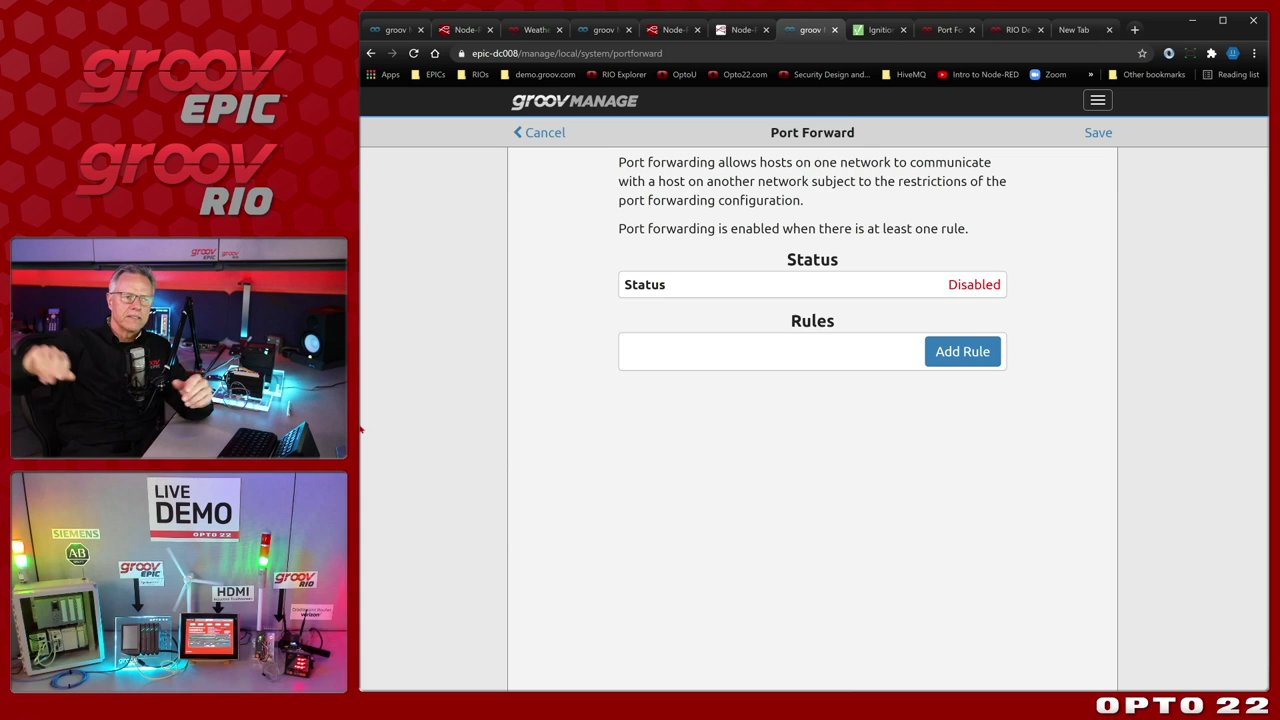 groov
EPIC™
groov
RIO
LIVE
DEMO
OPTO 22
SIEMENS
AB
groov
EPIC
HDMI
groov
RIO
verizon
groov
Node-R
Weath
groov
Node-R
Node-R
groov
Ignition
Port Fo
RIO De
New Tab
epic-dc008/manage/local/system/portforward
Apps
EPICs
RIOs
demo.groov.com
RIO Explorer
OptoU
Opto22.com
Security Design and...
HiveMQ
Intro to Node-RED
Zoom
»
Other bookmarks
Reading list
groov MANAGE
Cancel
Port Forward
Save
Port forwarding allows hosts on one network to communicate
with a host on another network subject to the restrictions of the
port forwarding configuration.
Port forwarding is enabled when there is at least one rule.
Status
Status Disabled
Rules
Add Rule
OPTO 22